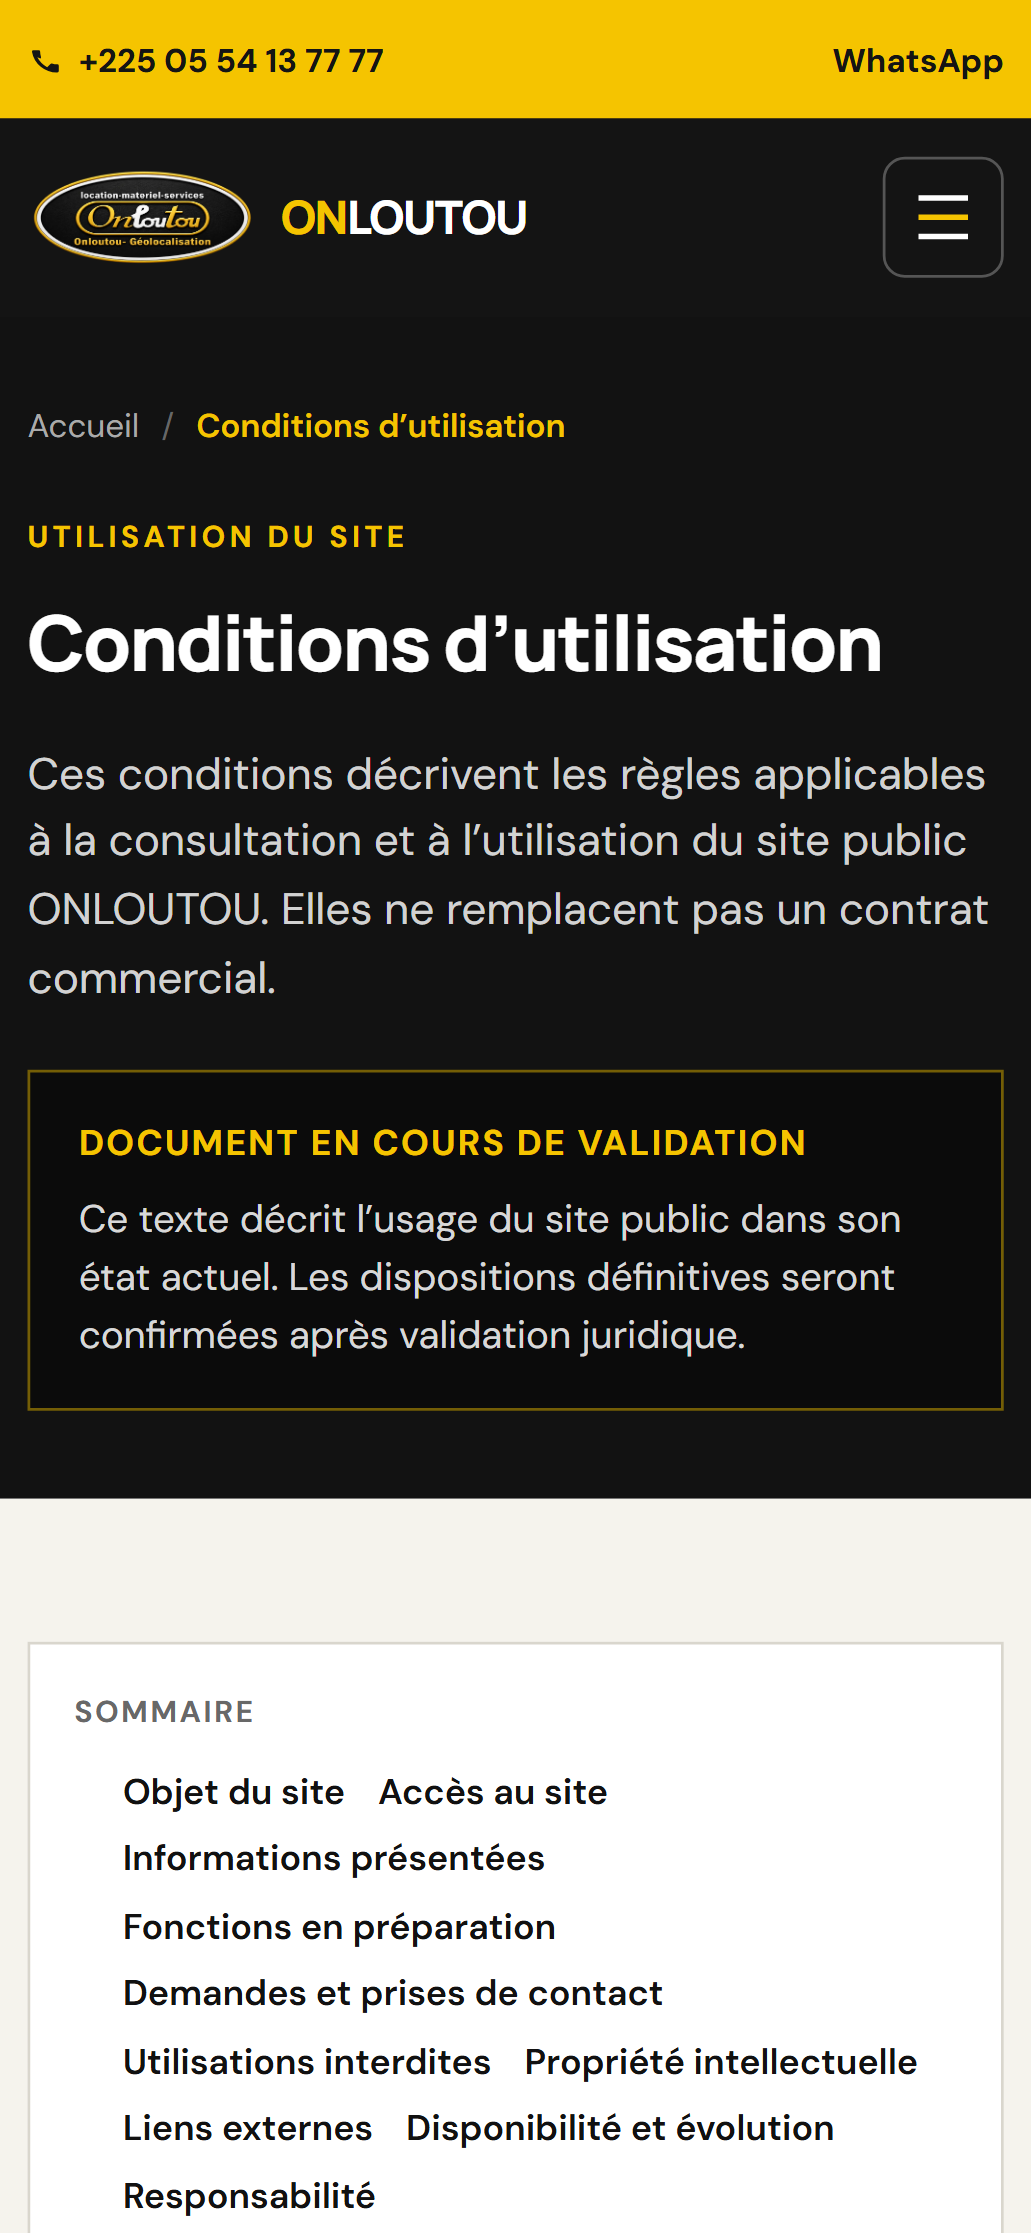 +225 05 54 13 77 77
WhatsApp
location-materiel-services
Onloutou
Onloutou- Géolocalisation
ONLOUTOU
Accueil / Conditions d’utilisation
UTILISATION DU SITE
Conditions d’utilisation
Ces conditions décrivent les règles applicables
à la consultation et à l’utilisation du site public
ONLOUTOU. Elles ne remplacent pas un contrat
commercial.
DOCUMENT EN COURS DE VALIDATION
Ce texte décrit l’usage du site public dans son
état actuel. Les dispositions définitives seront
confirmées après validation juridique.
SOMMAIRE
Objet du site Accès au site
Informations présentées
Fonctions en préparation
Demandes et prises de contact
Utilisations interdites Propriété intellectuelle
Liens externes Disponibilité et évolution
Responsabilité